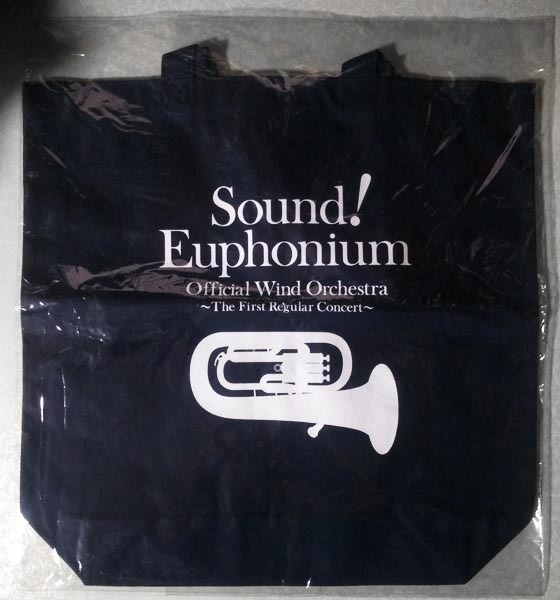 Sound!
Euphonium
Official Wind Orchestra
~The First Regular Concert~